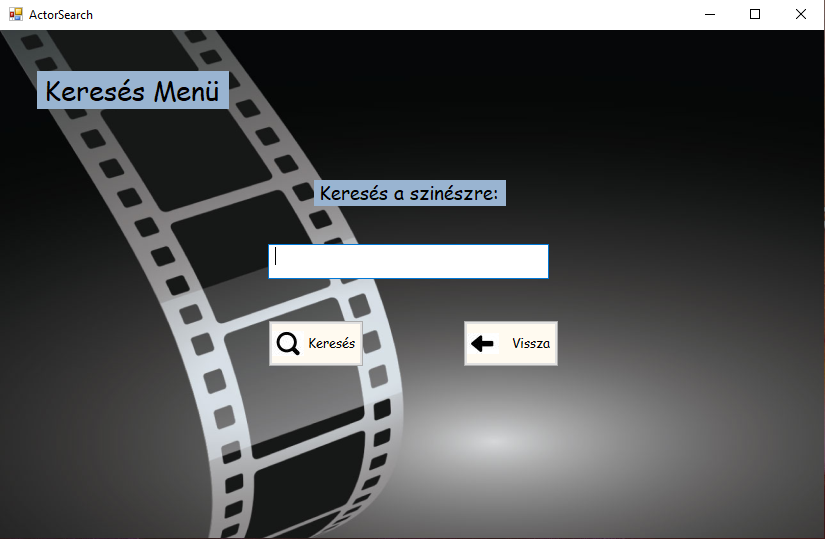 ActorSearch
Keresés Menü
Keresés a szinészre:
Keresés
Vissza